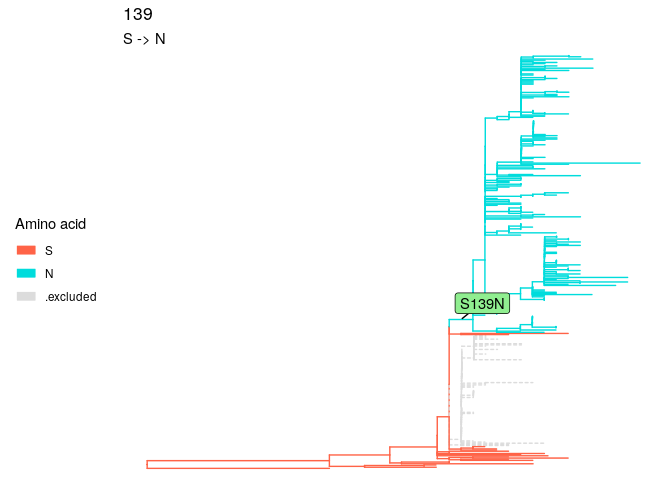 139
S -> N
Amino acid
S
N
.excluded
S139N